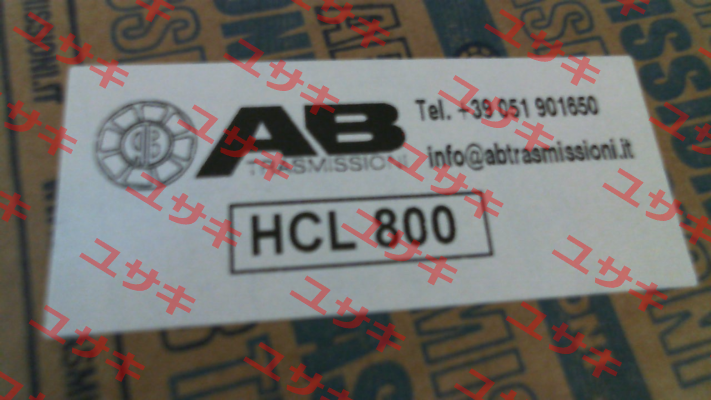 AB
TRASMISSIONI
Tel. +39 051 901650
info@abtrasmissioni.it
HCL 800
ユサキ